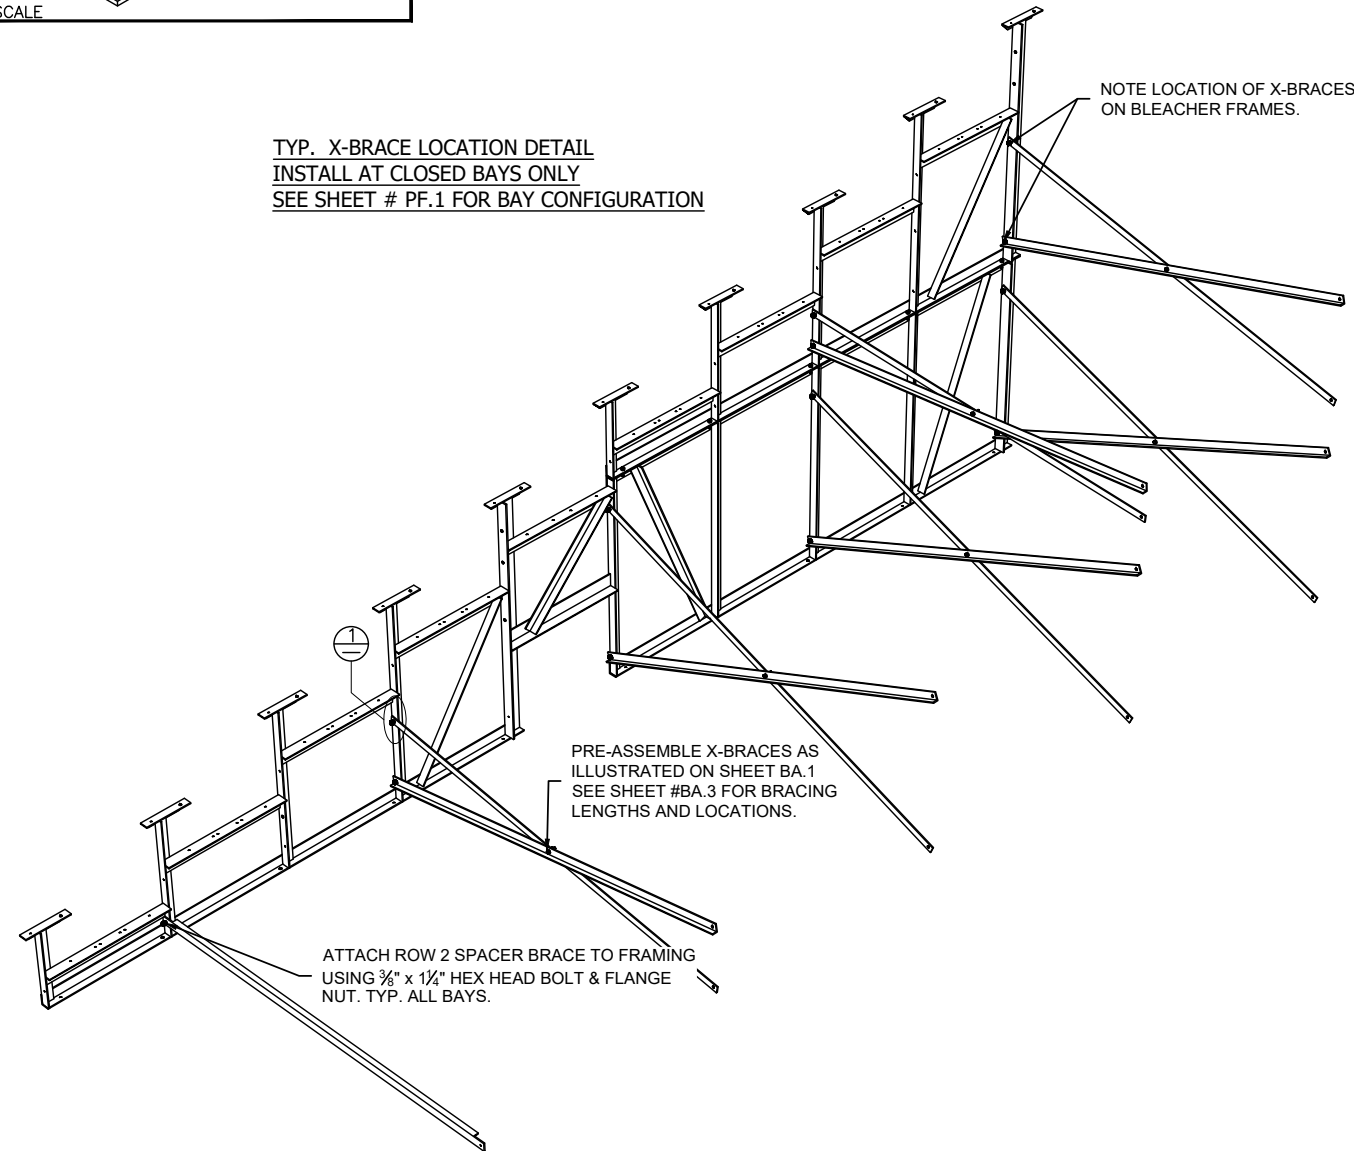 SCALE
NOTE LOCATION OF X-BRACES
ON BLEACHER FRAMES.
TYP. X-BRACE LOCATION DETAIL
INSTALL AT CLOSED BAYS ONLY
SEE SHEET # PF.1 FOR BAY CONFIGURATION
1
—
PRE-ASSEMBLE X-BRACES AS
ILLUSTRATED ON SHEET BA.1
SEE SHEET #BA.3 FOR BRACING
LENGTHS AND LOCATIONS.
ATTACH ROW 2 SPACER BRACE TO FRAMING
USING ⅜" x 1¼" HEX HEAD BOLT & FLANGE
NUT. TYP. ALL BAYS.